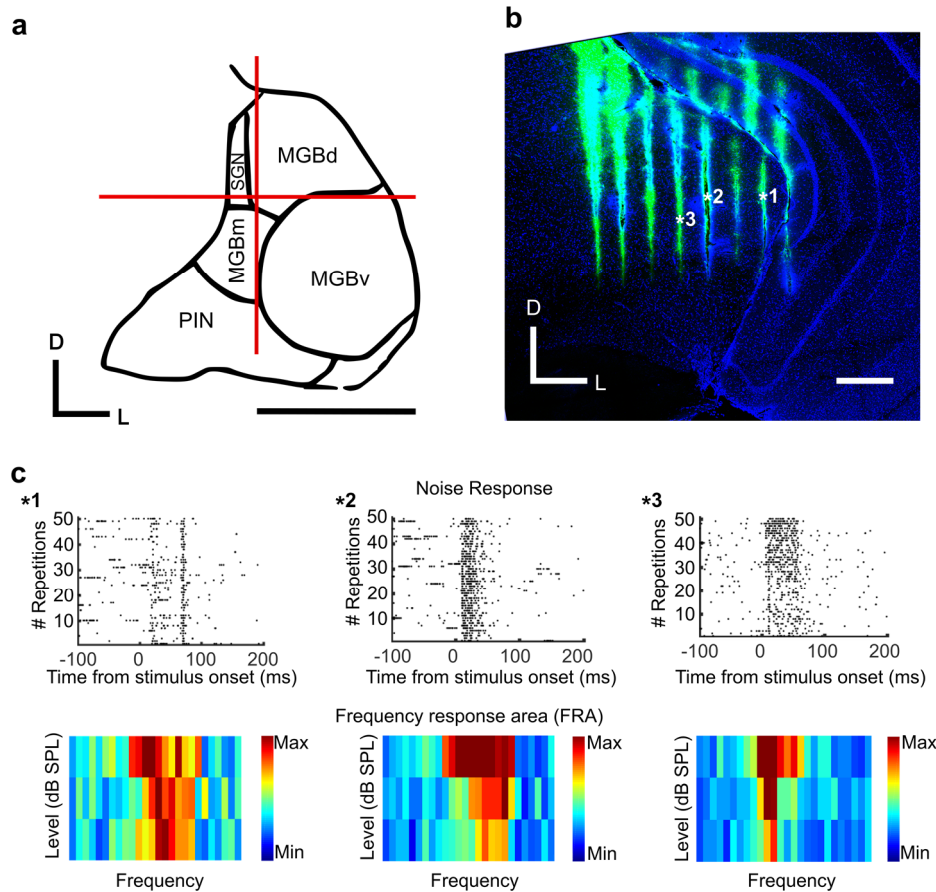 a
SGN
MGBd
MGBm
MGBv
PIN
D
L
b
*3
*2
*1
D
L
c
*1
*2
*3
Noise Response
# Repetitions
50
40
30
20
10
-100
0
100
200
Time from stimulus onset (ms)
# Repetitions
50
40
30
20
10
-100
0
100
200
Time from stimulus onset (ms)
# Repetitions
50
40
30
20
10
-100
0
100
200
Time from stimulus onset (ms)
Frequency response area (FRA)
Level (dB SPL)
Max
Min
Frequency
Level (dB SPL)
Max
Min
Frequency
Level (dB SPL)
Max
Min
Frequency